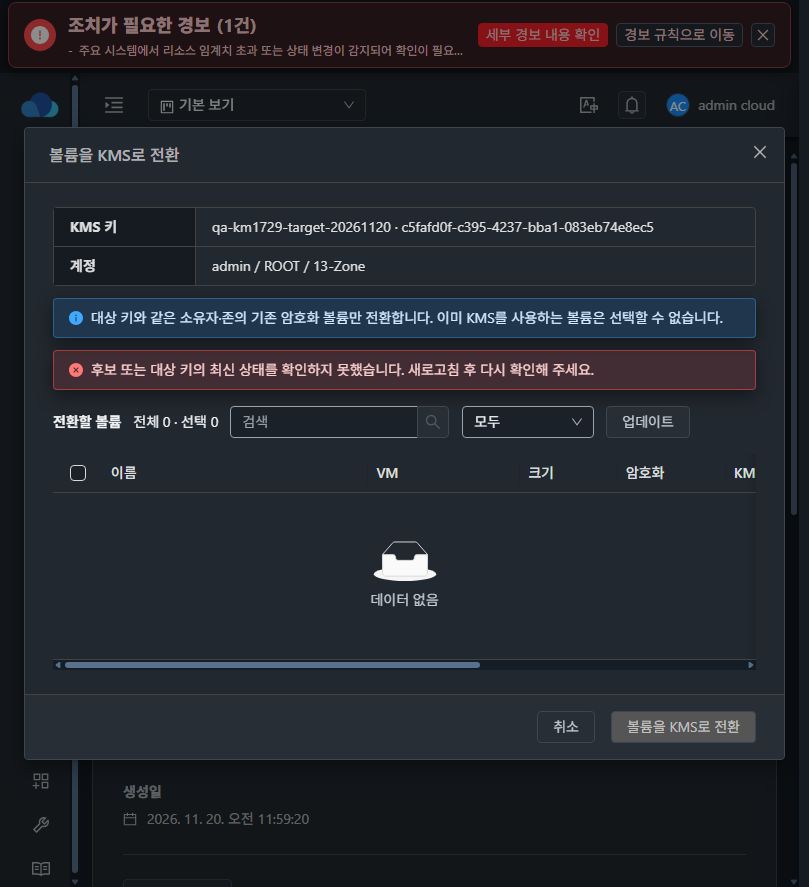 조치가 필요한 경보 (1건)
- 주요 시스템에서 리소스 임계치 초과 또는 상태 변경이 감지되어 확인이 필요...
세부 경보 내용 확인
경보 규칙으로 이동
기본 보기
AC
admin cloud
볼륨을 KMS로 전환
KMS 키
qa-km1729-target-20261120 · c5fafd0f-c395-4237-bba1-083eb74e8ec5
계정
admin / ROOT / 13-Zone
대상 키와 같은 소유자·존의 기존 암호화 볼륨만 전환합니다. 이미 KMS를 사용하는 볼륨은 선택할 수 없습니다.
후보 또는 대상 키의 최신 상태를 확인하지 못했습니다. 새로고침 후 다시 확인해 주세요.
전환할 볼륨 전체 0 · 선택 0
검색
모두
업데이트
이름 VM 크기 암호화 KM
데이터 없음
취소
볼륨을 KMS로 전환
생성일
2026. 11. 20. 오전 11:59:20